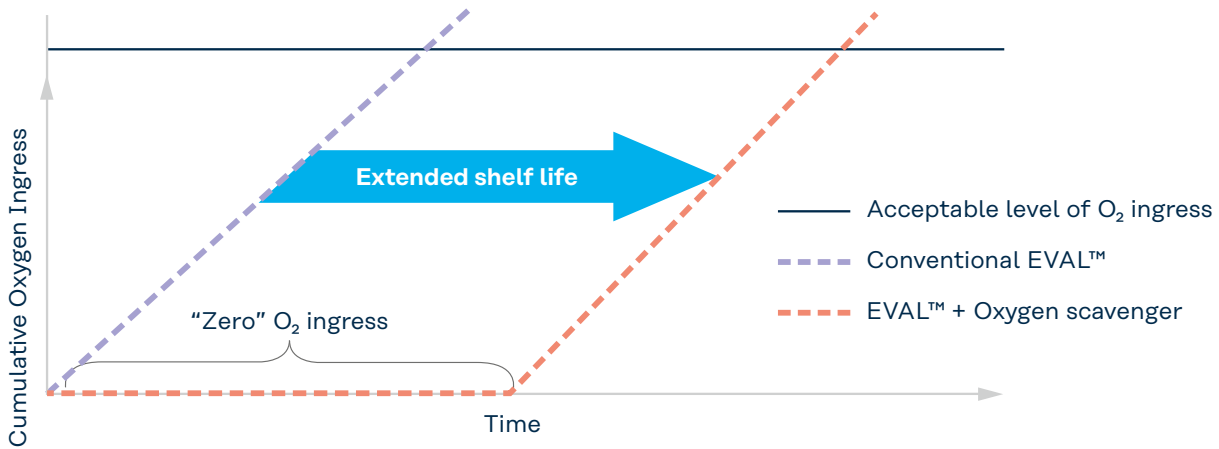 Cumulative Oxygen Ingress
Extended shelf life
“Zero” O₂ ingress
Time
Acceptable level of O₂ ingress
Conventional EVAL™
EVAL™ + Oxygen scavenger